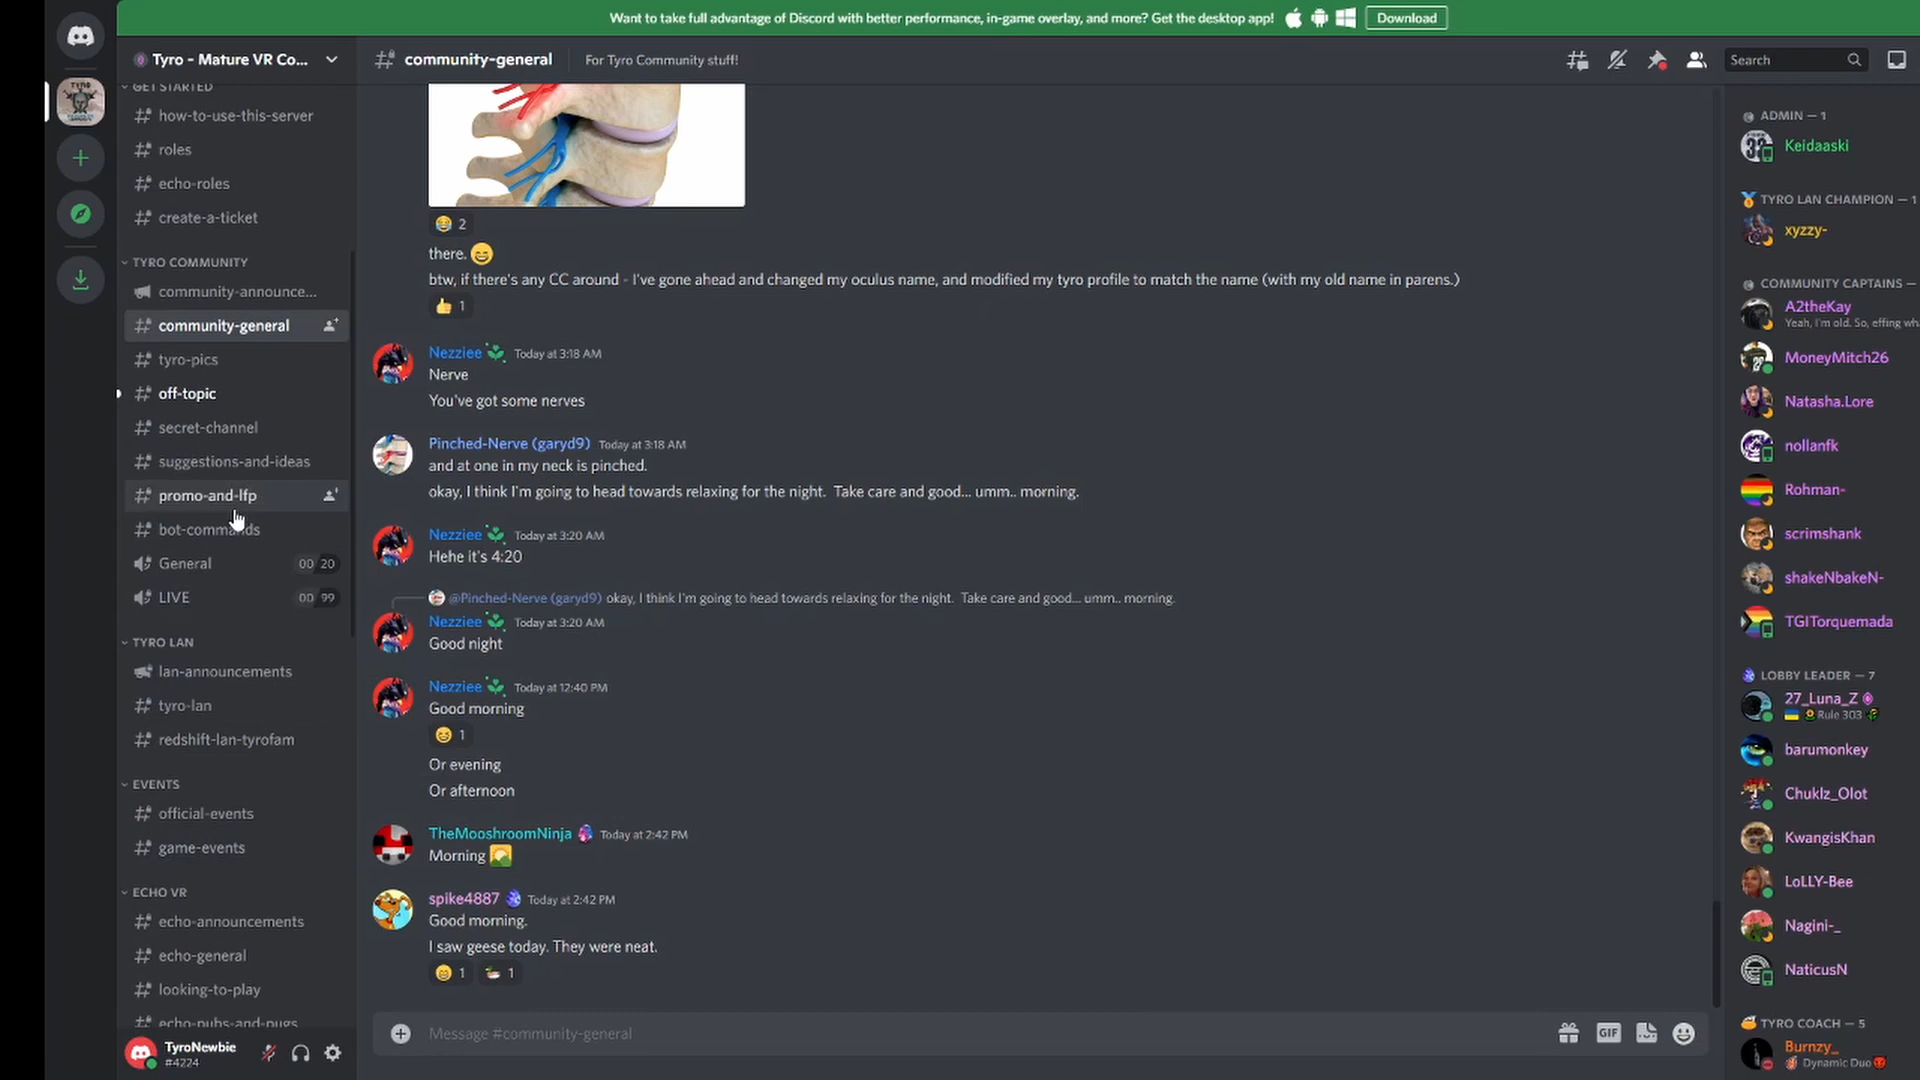 Want to take full advantage of Discord with better performance, in-game overlay, and more? Get the desktop app!
Download
Tyro - Mature VR Co...
GET STARTED
how-to-use-this-server
roles
echo-roles
create-a-ticket
TYRO COMMUNITY
community-announce...
community-general
tyro-pics
off-topic
secret-channel
suggestions-and-ideas
promo-and-lfp
bot-commands
General 00 20
LIVE 00 99
TYRO LAN
lan-announcements
tyro-lan
redshift-lan-tyrofam
EVENTS
official-events
game-events
ECHO VR
echo-announcements
echo-general
looking-to-play
echo-pubs-and-pugs
TyroNewbie
#4224
community-general
For Tyro Community stuff!
Search
2
there.
btw, if there's any CC around - I've gone ahead and changed my oculus name, and modified my tyro profile to match the name (with my old name in parens.)
1
Nezziee Today at 3:18 AM
Nerve
You've got some nerves
Pinched-Nerve (garyd9) Today at 3:18 AM
and at one in my neck is pinched.
okay, I think I'm going to head towards relaxing for the night. Take care and good... umm.. morning.
Nezziee Today at 3:20 AM
Hehe it's 4:20
@Pinched-Nerve (garyd9) okay, I think I'm going to head towards relaxing for the night. Take care and good... umm.. morning.
Nezziee Today at 3:20 AM
Good night
Nezziee Today at 12:40 PM
Good morning
1
Or evening
Or afternoon
TheMooshroomNinja Today at 2:42 PM
Morning
spike4887 Today at 2:42 PM
Good morning.
I saw geese today. They were neat.
1 1
Message #community-general
GIF
ADMIN — 1
Keidaaski
TYRO LAN CHAMPION — 1
xyzzy-
COMMUNITY CAPTAINS —
A2theKay
Yeah, I'm old. So, effing wh
MoneyMitch26
Natasha.Lore
nollanfk
Rohman-
scrimshank
shakeNbakeN-
TGITorquemada
LOBBY LEADER — 7
27_Luna_Z
Rule 303
barumonkey
Chuklz_Olot
KwangisKhan
LoLLY-Bee
Nagini-_
NaticusN
TYRO COACH — 5
Burnzy_
Dynamic Duo